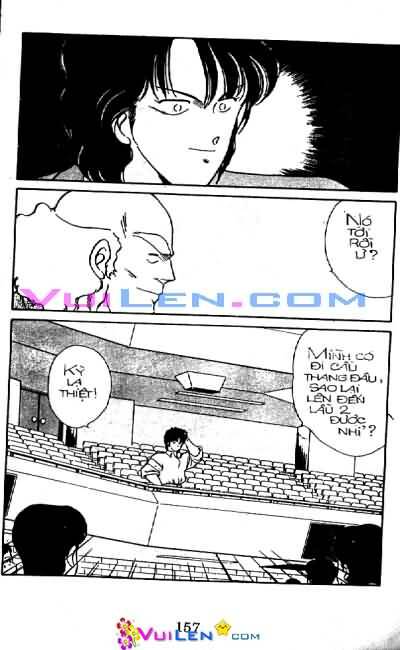 NÓ
TỚI
RỒI
Ư?
VuiLen.com
MÌNH CÓ
ĐI CẦU
THANG ĐÂU,
SAO LẠI
LÊN ĐẾN
LẦU 2
ĐƯỢC
NHỈ?
KỲ
LẠ
THIỆT!
157
VuiLen